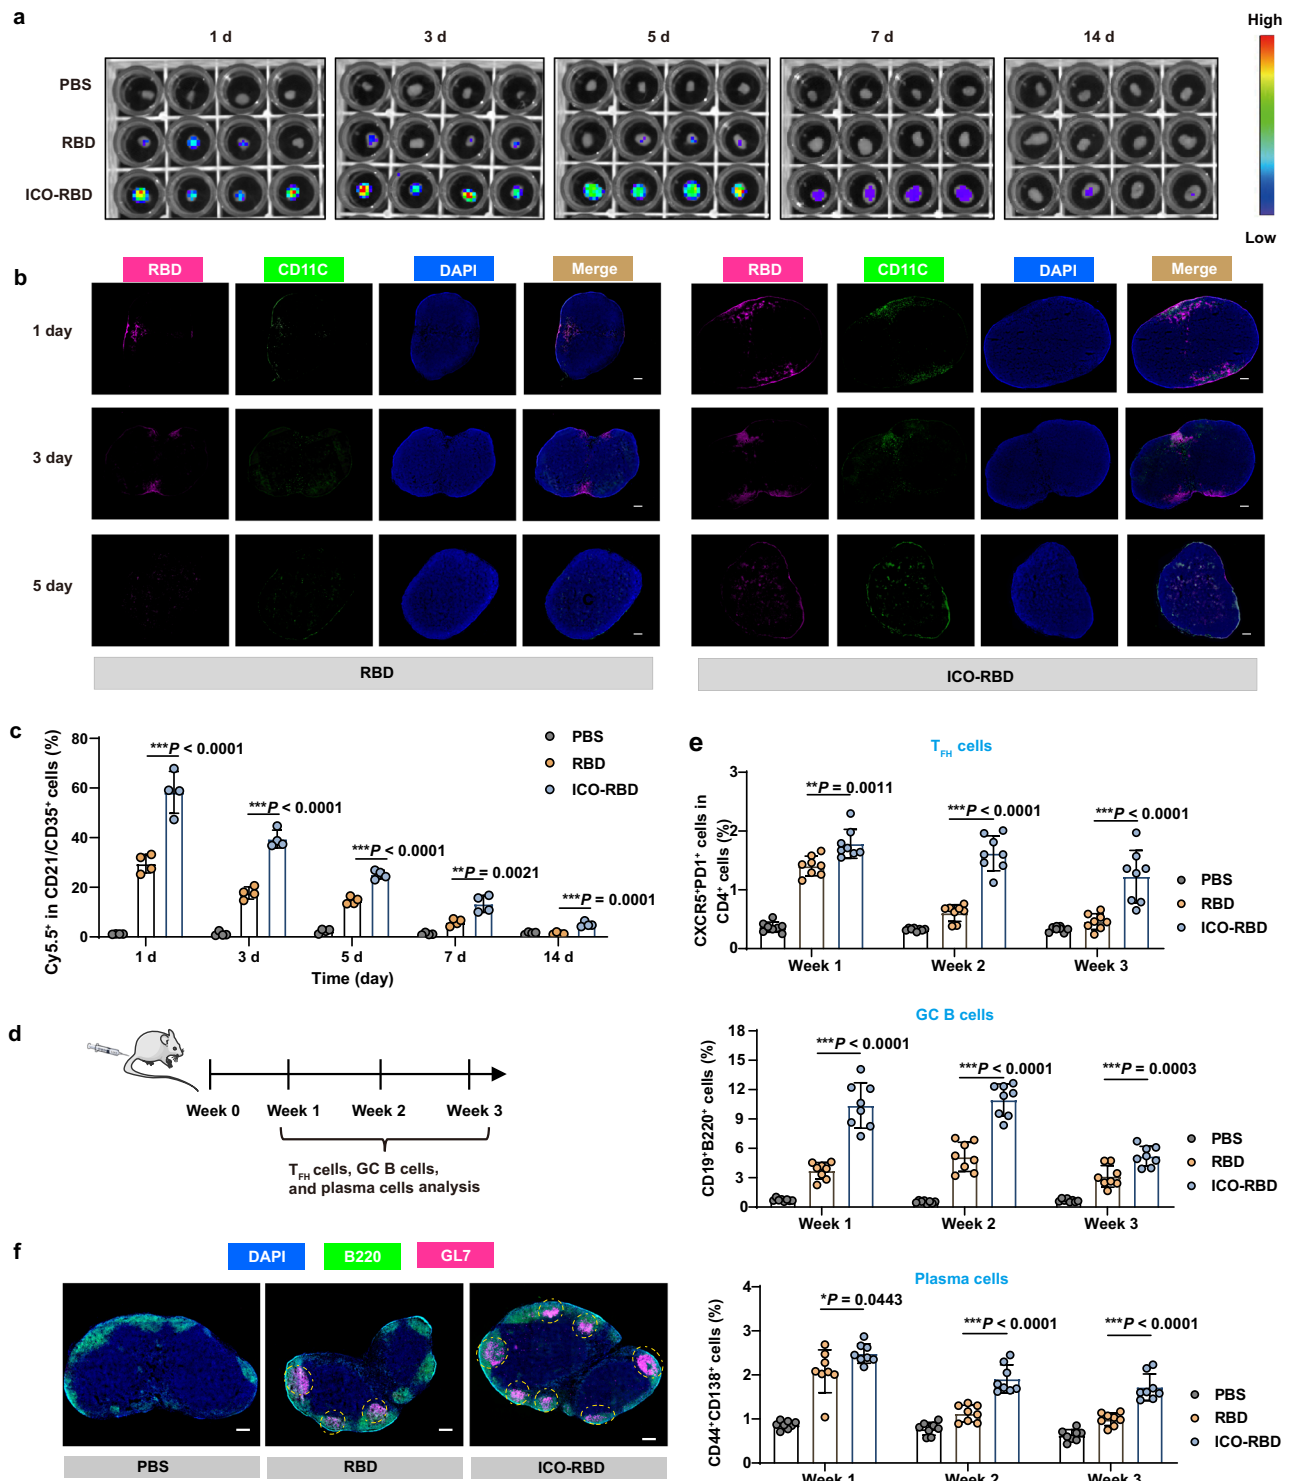 a
1 d 3 d 5 d 7 d 14 d
High
PBS
RBD
ICO-RBD
Low
b
RBD CD11C DAPI Merge RBD CD11C DAPI Merge
1 day
3 day
5 day
RBD ICO-RBD
c
Cy5.5⁺ in CD21/CD35⁺ cells (%)
80
60
40
20
0
***P < 0.0001
***P < 0.0001
***P < 0.0001
**P = 0.0021
***P = 0.0001
PBS
RBD
ICO-RBD
1 d 3 d 5 d 7 d 14 d
Time (day)
d
Week 0 Week 1 Week 2 Week 3
T_FH cells, GC B cells,
and plasma cells analysis
e
T_FH cells
CXCR5⁺PD1⁺ cells in
CD4⁺ cells (%)
3
2
1
0
**P = 0.0011
***P < 0.0001
***P < 0.0001
PBS
RBD
ICO-RBD
Week 1 Week 2 Week 3
GC B cells
CD19⁺B220⁺ cells (%)
18
15
12
9
6
3
0
***P < 0.0001
***P < 0.0001
***P = 0.0003
PBS
RBD
ICO-RBD
Week 1 Week 2 Week 3
Plasma cells
CD44⁺CD138⁺ cells (%)
4
3
2
1
0
*P = 0.0443
***P < 0.0001
***P < 0.0001
PBS
RBD
ICO-RBD
Week 1 Week 2 Week 3
f
DAPI B220 GL7
PBS RBD ICO-RBD